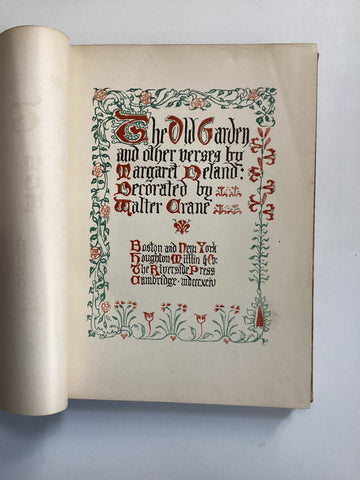 The Old Garden
and other verses by
Margaret Deland:
Decorated by
Walter Crane
Boston and New York
Houghton Mifflin & Co:
The Riverside Press
Cambridge · mdcccxciv